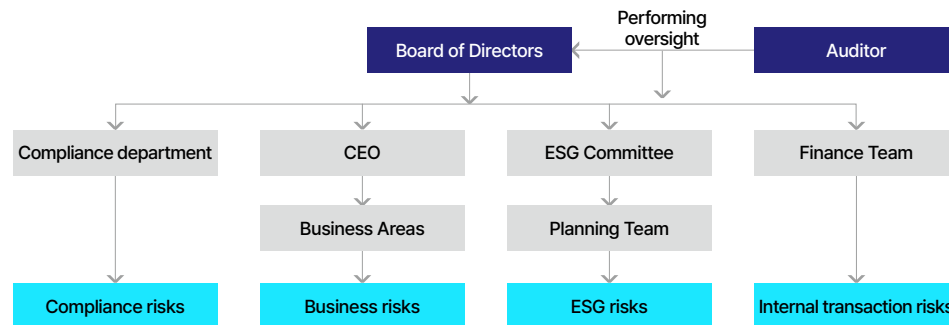 Performing
oversight
Board of Directors
Auditor
Compliance department
CEO
ESG Committee
Finance Team
Business Areas
Planning Team
Compliance risks
Business risks
ESG risks
Internal transaction risks